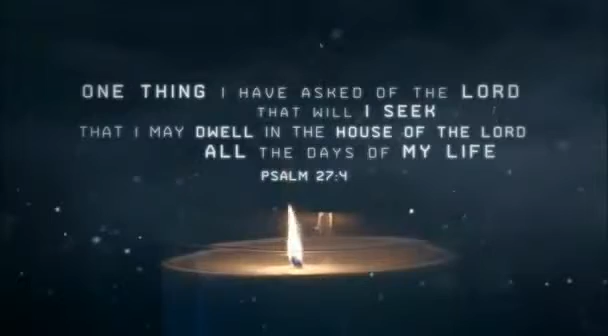 ONE THING I HAVE ASKED OF THE LORD
THAT WILL I SEEK
THAT I MAY DWELL IN THE HOUSE OF THE LORD
ALL THE DAYS OF MY LIFE
PSALM 27:4